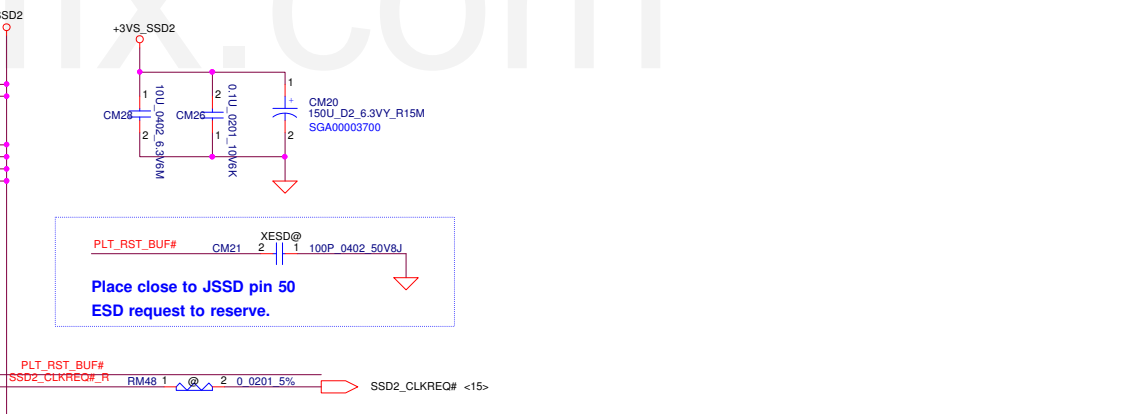 SSD2
+3VS_SSD2
1
2
1
CM28
10U_0402_6.3V6M
CM26
0.1U_0201_10V6K
+
CM20
150U_D2_6.3VY_R15M
SGA00003700
2
1
2
XESD@
PLT_RST_BUF#
CM21
2
1
100P_0402_50V8J
Place close to JSSD pin 50
ESD request to reserve.
PLT_RST_BUF#
SSD2_CLKREQ#_R
RM48
1
@
2
0_0201_5%
SSD2_CLKREQ# <15>